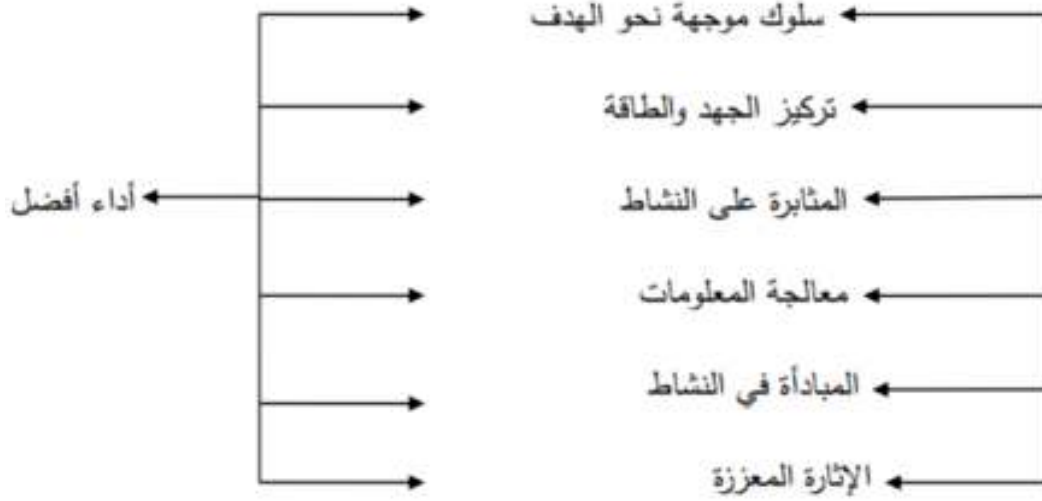 سلوك موجهة نحو الهدف
تركيز الجهد والطاقة
المثابرة على النشاط
أداء أفضل
معالجة المعلومات
المبادأة في النشاط
الإثارة المعززة